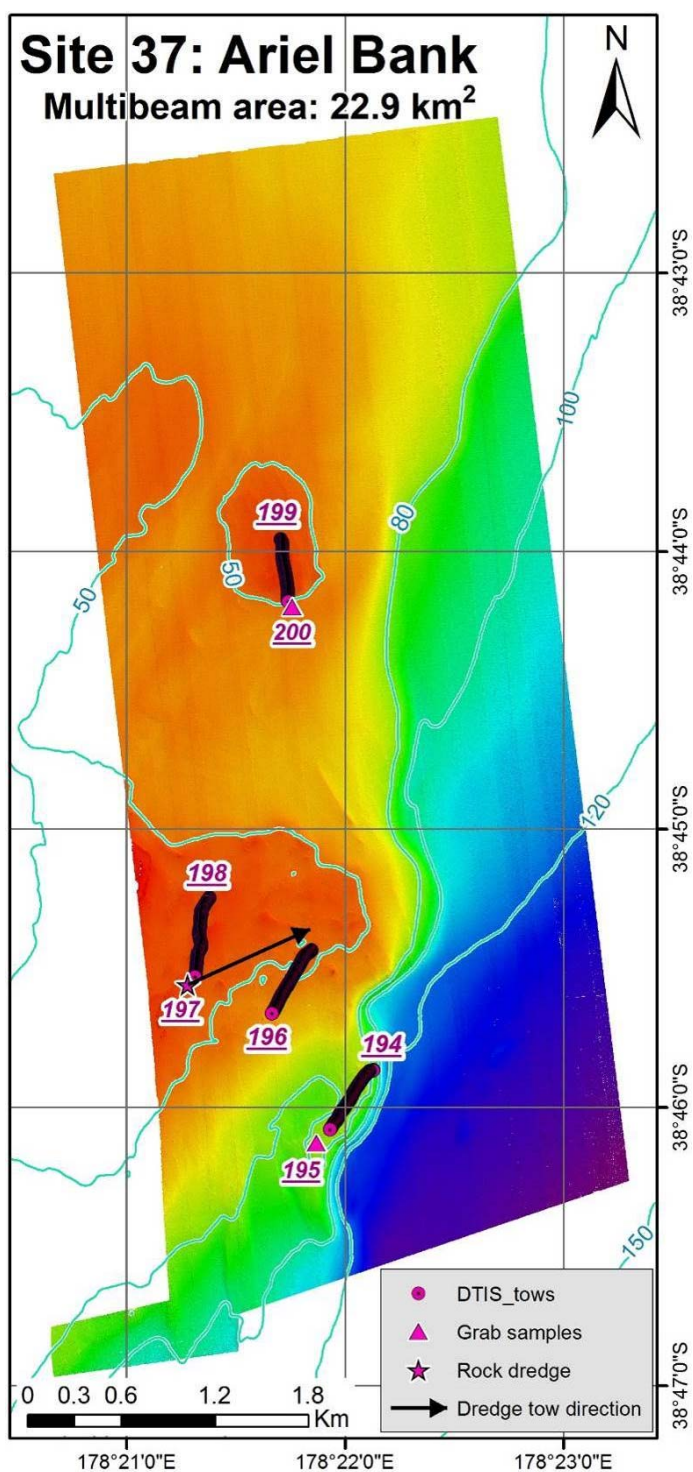 Site 37: Ariel Bank
Multibeam area: 22.9 km²
N
38°43'0"S
100
80
199
38°44'0"S
50
50
200
120
38°45'0"S
198
197
196
194
38°46'0"S
195
150
DTIS_tows
Grab samples
Rock dredge
Dredge tow direction
38°47'0"S
0 0.3 0.6 1.2 1.8
Km
178°21'0"E 178°22'0"E 178°23'0"E